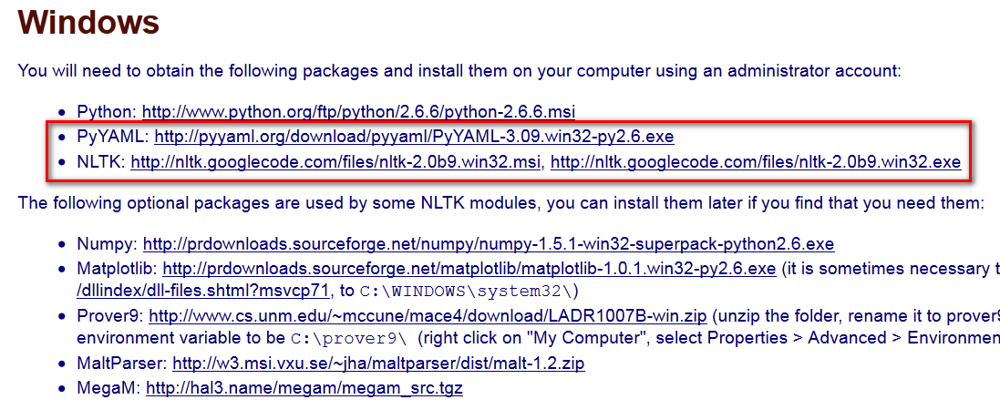 Windows
You will need to obtain the following packages and install them on your computer using an administrator account:
• Python: http://www.python.org/ftp/python/2.6.6/python-2.6.6.msi
• PyYAML: http://pyyaml.org/download/pyyaml/PyYAML-3.09.win32-py2.6.exe
• NLTK: http://nltk.googlecode.com/files/nltk-2.0b9.win32.msi, http://nltk.googlecode.com/files/nltk-2.0b9.win32.exe
The following optional packages are used by some NLTK modules, you can install them later if you find that you need them:
• Numpy: http://prdownloads.sourceforge.net/numpy/numpy-1.5.1-win32-superpack-python2.6.exe
• Matplotlib: http://prdownloads.sourceforge.net/matplotlib/matplotlib-1.0.1.win32-py2.6.exe (it is sometimes necessary t
/dllindex/dll-files.shtml?msvcp71, to C:\WINDOWS\system32\)
• Prover9: http://www.cs.unm.edu/~mccune/mace4/download/LADR1007B-win.zip (unzip the folder, rename it to prover9
environment variable to be C:\prover9\ (right click on "My Computer", select Properties > Advanced > Environmen
• MaltParser: http://w3.msi.vxu.se/~jha/maltparser/dist/malt-1.2.zip
• MegaM: http://hal3.name/megam/megam_src.tgz